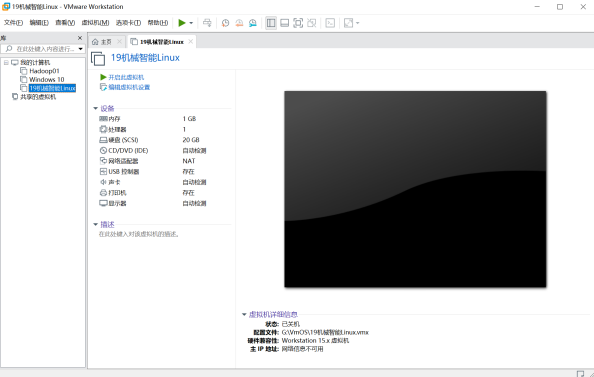 19机械智能Linux - VMware Workstation
文件(F) 编辑(E) 查看(V) 虚拟机(M) 选项卡(T) 帮助(H)
库
在此处键入内容进行...
我的计算机
Hadoop01
Windows 10
19机械智能Linux
共享的虚拟机
主页 19机械智能Linux
19机械智能Linux
开启此虚拟机
编辑虚拟机设置
设备
内存 1 GB
处理器 1
硬盘 (SCSI) 20 GB
CD/DVD (IDE) 自动检测
网络适配器 NAT
USB 控制器 存在
声卡 自动检测
打印机 存在
显示器 自动检测
描述
在此处键入对该虚拟机的描述。
虚拟机详细信息
状态: 已关机
配置文件: G:\VmOS\19机械智能Linux.vmx
硬件兼容性: Workstation 15.x 虚拟机
主 IP 地址: 网络信息不可用